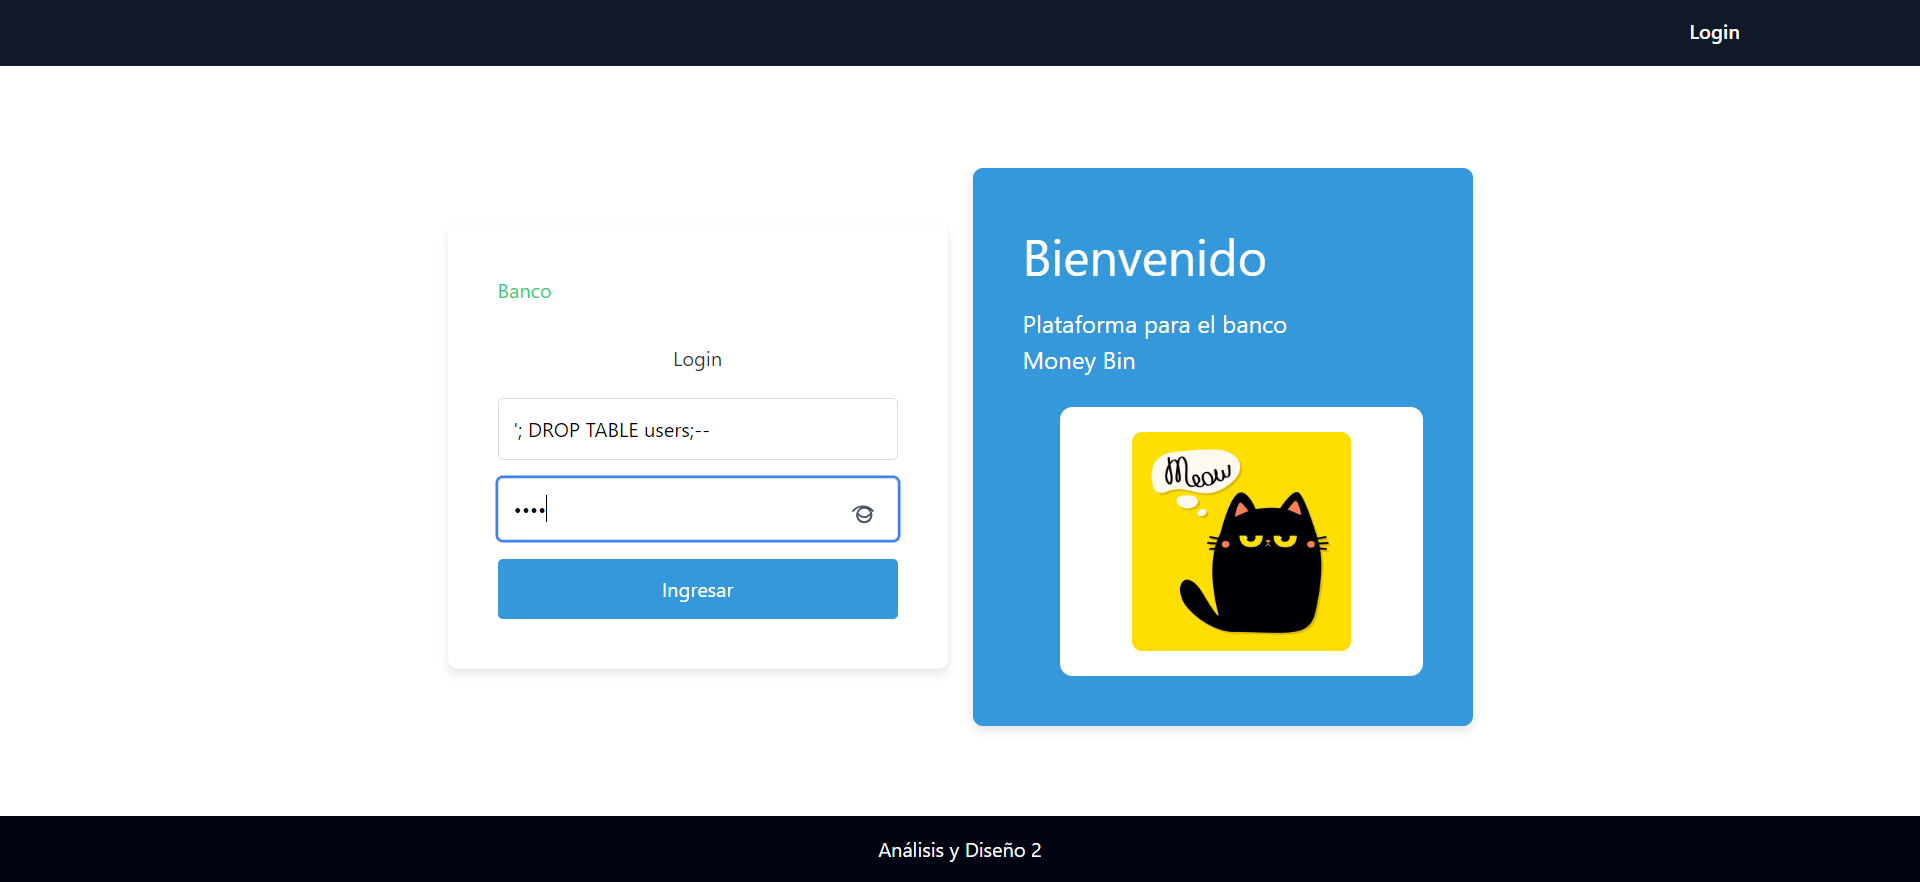 Login
Banco
Login
'; DROP TABLE users;--
••••
Ingresar
Bienvenido
Plataforma para el banco
Money Bin
Meow
Análisis y Diseño 2